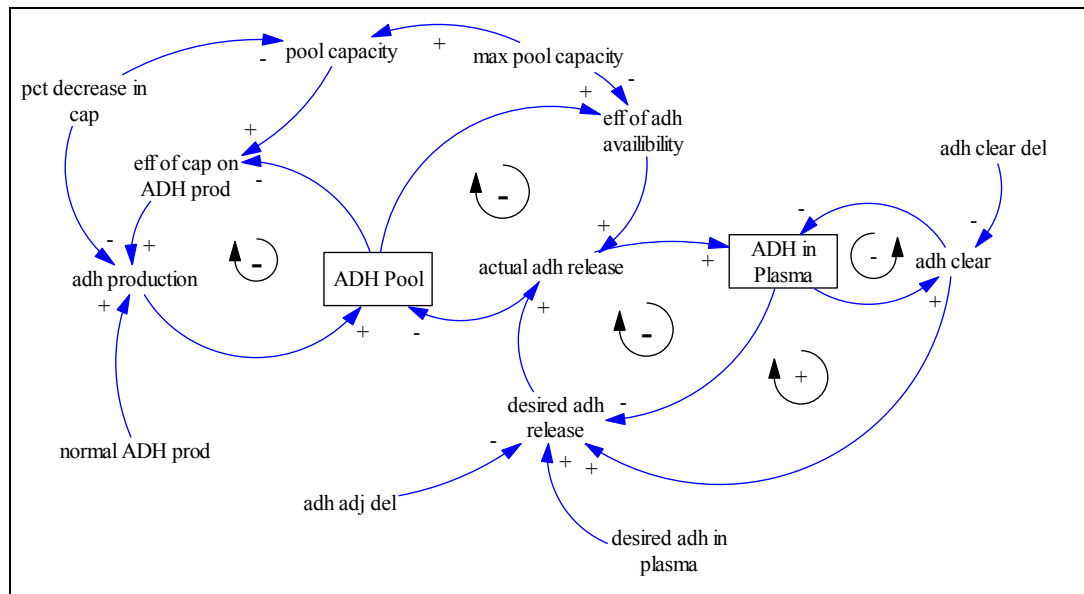 pool capacity
max pool capacity
pct decrease in
cap
eff of adh
availibility
eff of cap on
ADH prod
adh clear del
adh production
ADH Pool
actual adh release
ADH in
Plasma
adh clear
desired adh
release
normal ADH prod
adh adj del
desired adh in
plasma
-
+
-
+
+
-
-
+
-
+
+
-
+
+
-
+
-
+
+
-
-
+
+
-
-
-
-
+